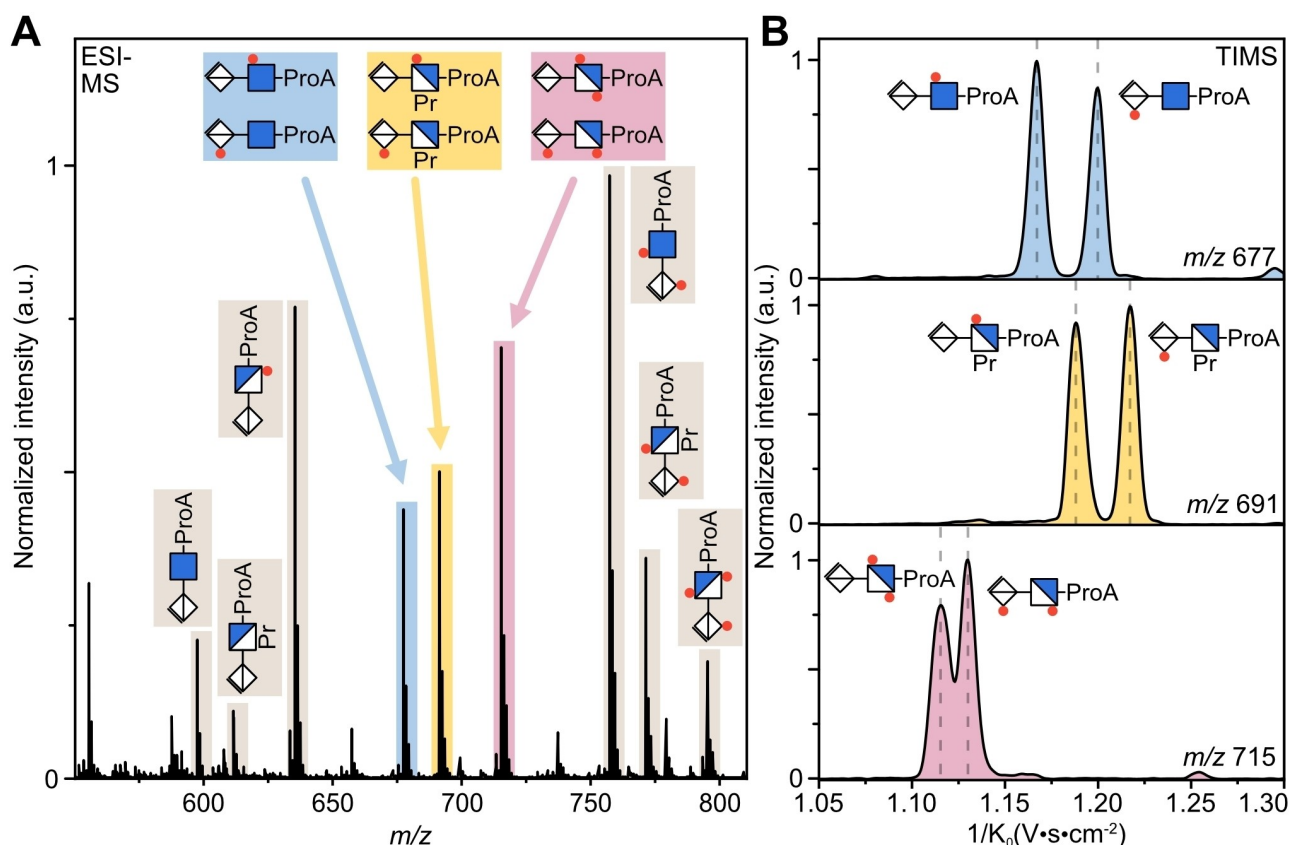 A
ESI-
MS
ProA
ProA
ProA
Pr
ProA
Pr
ProA
ProA
ProA
ProA
Pr
ProA
ProA
ProA
Pr
ProA
1
0
600
650
700
750
800
Normalized intensity (a.u.)
m/z
B
TIMS
1
ProA
ProA
m/z 677
0
1
ProA
Pr
ProA
Pr
m/z 691
0
1
ProA
ProA
m/z 715
0
1.05
1.10
1.15
1.20
1.25
1.30
Normalized intensity (a.u.)
1/K₀(V•s•cm⁻²)